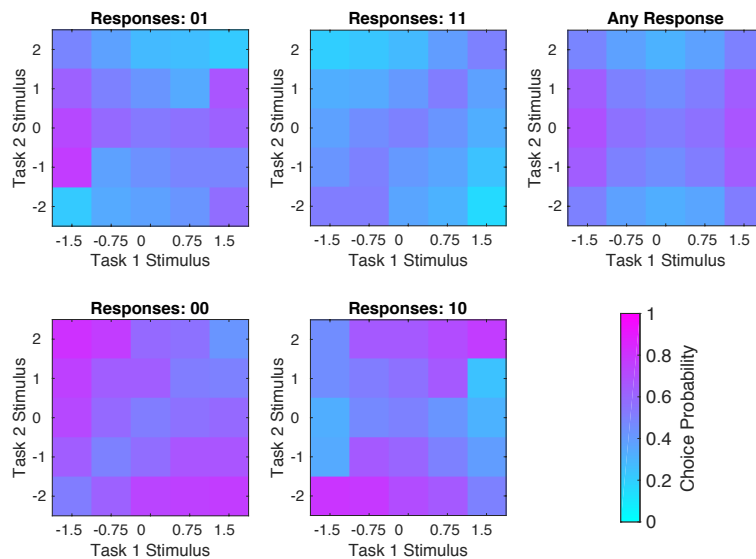 Responses: 01
Responses: 11
Any Response
Task 2 Stimulus
2
1
0
-1
-2
-1.5 -0.75 0 0.75 1.5
Task 1 Stimulus
Task 2 Stimulus
2
1
0
-1
-2
-1.5 -0.75 0 0.75 1.5
Task 1 Stimulus
Task 2 Stimulus
2
1
0
-1
-2
-1.5 -0.75 0 0.75 1.5
Task 1 Stimulus
Responses: 00
Responses: 10
Task 2 Stimulus
2
1
0
-1
-2
-1.5 -0.75 0 0.75 1.5
Task 1 Stimulus
Task 2 Stimulus
2
1
0
-1
-2
-1.5 -0.75 0 0.75 1.5
Task 1 Stimulus
1
0.8
0.6
0.4
0.2
0
Choice Probability